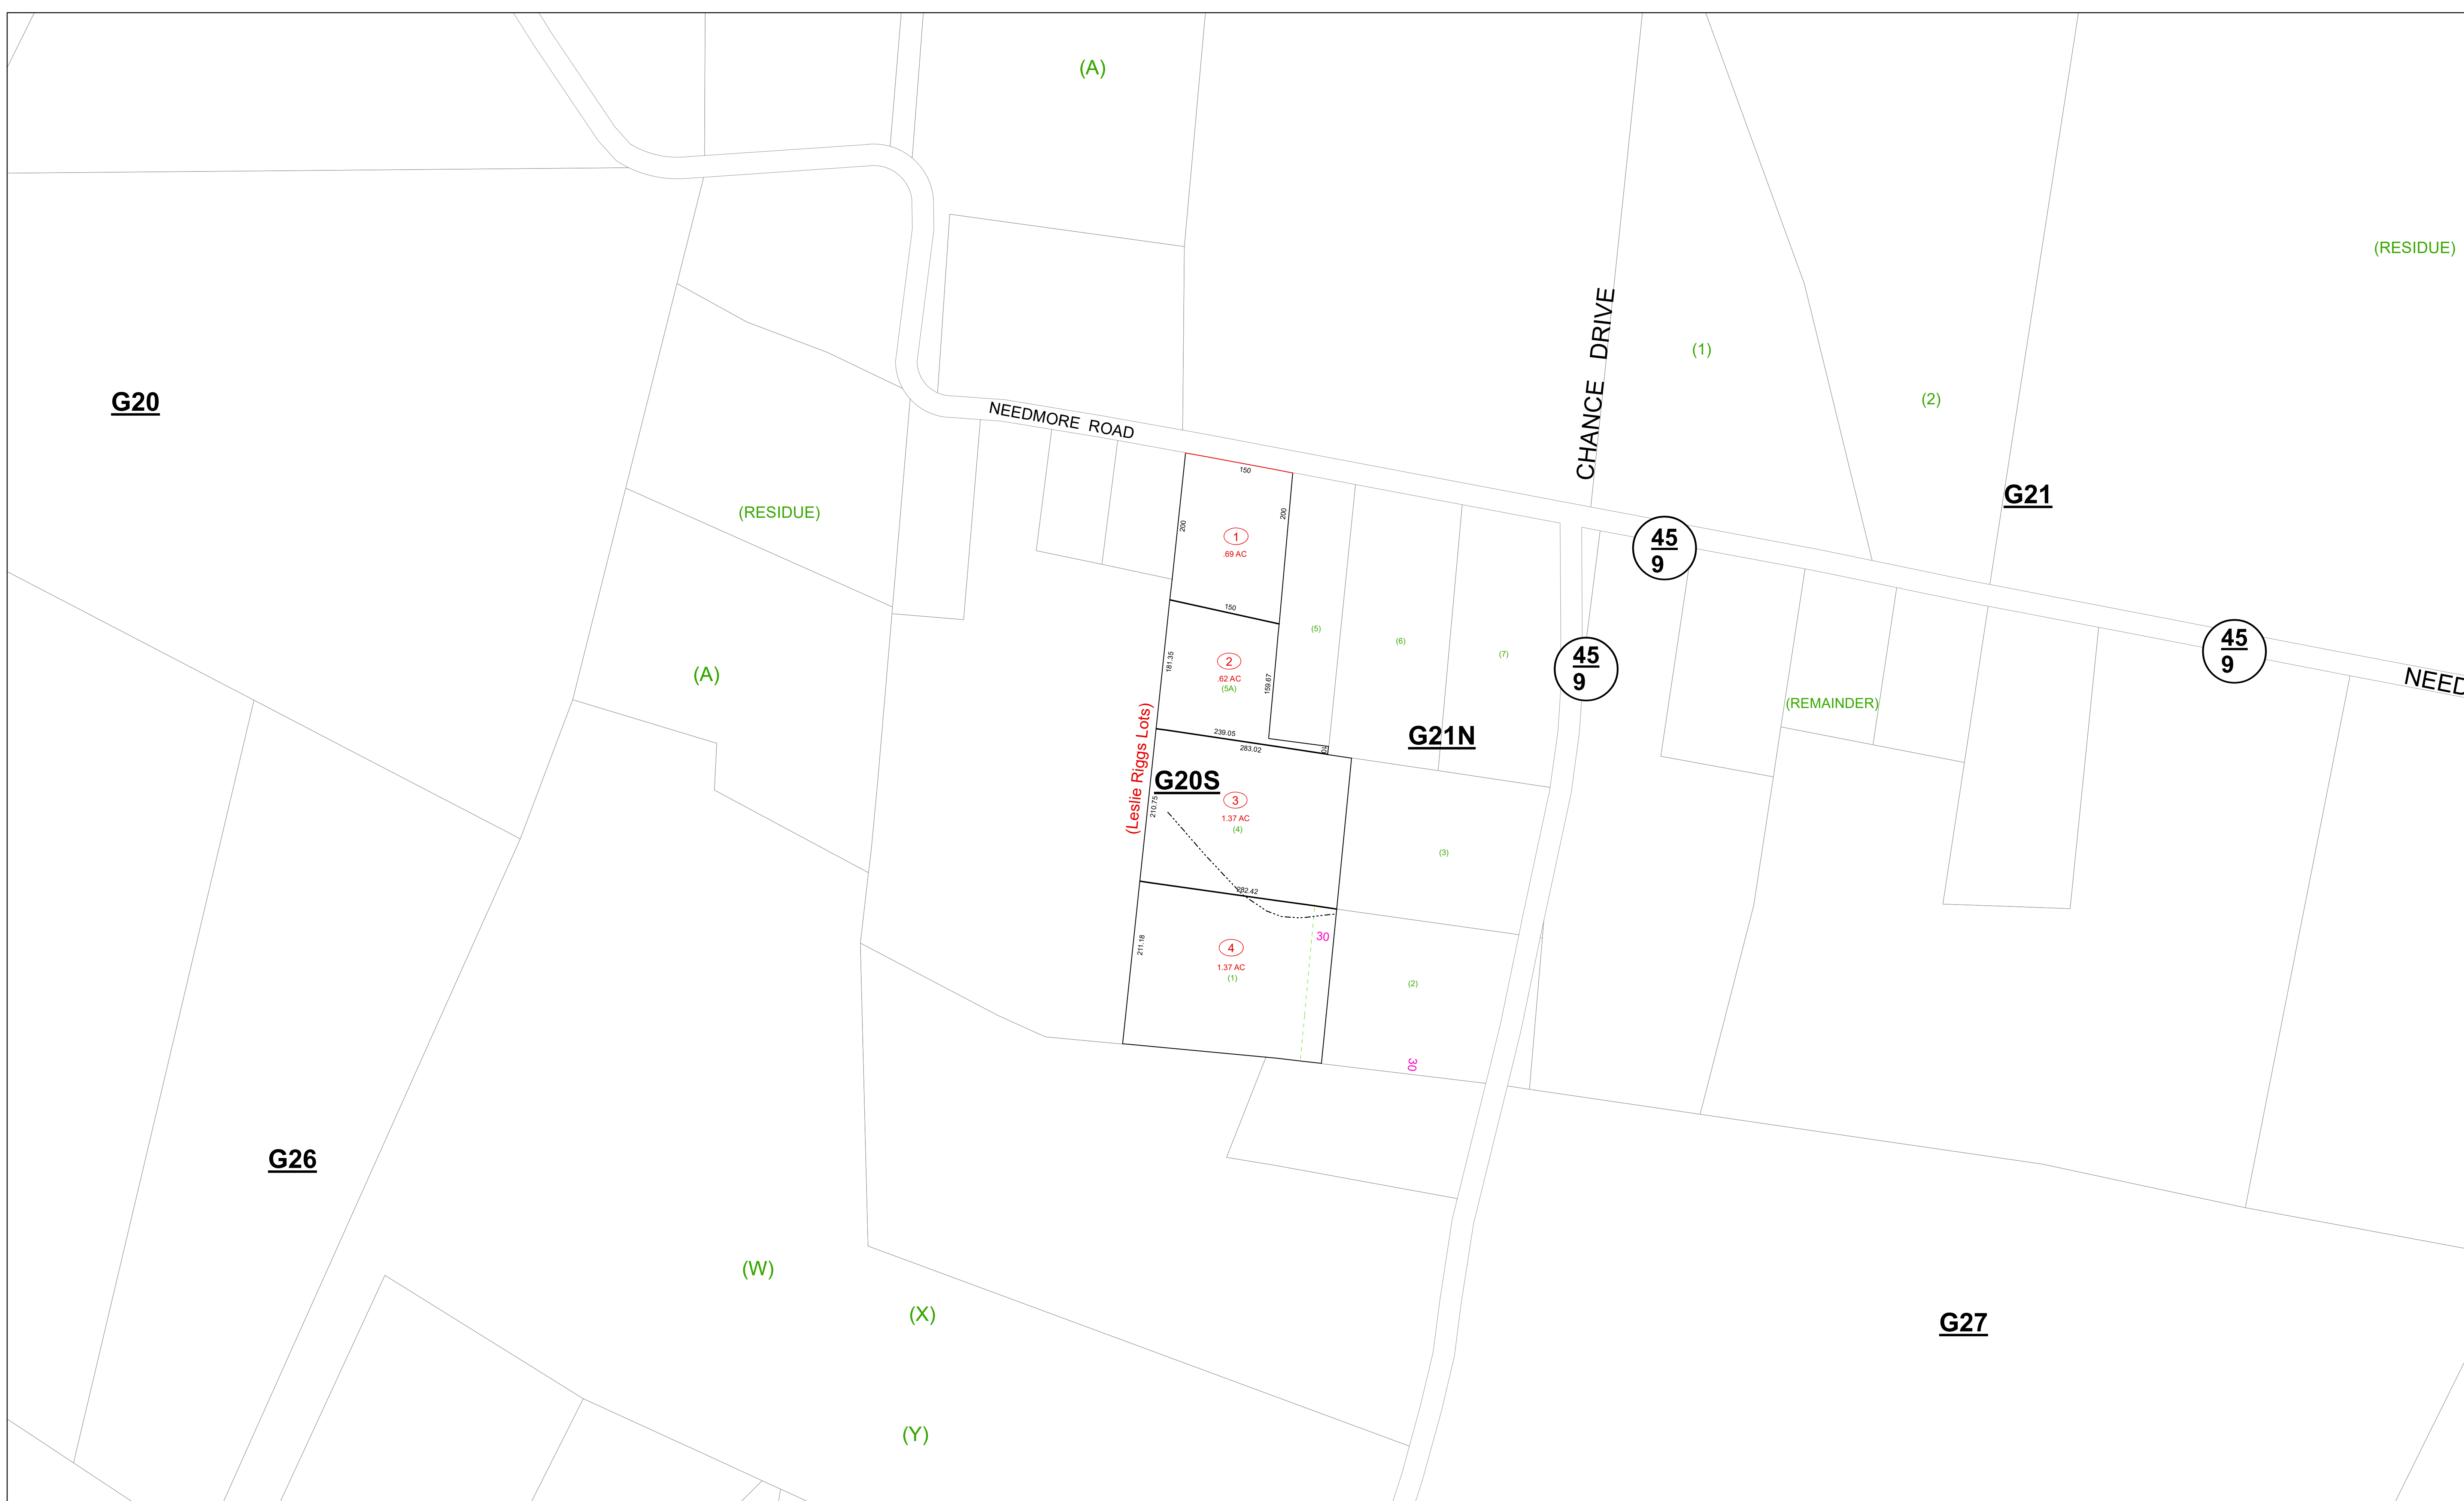 (A)
(RESIDUE)
CHANCE DRIVE
(1)
(2)
G20
NEEDMORE ROAD
150
G21
(RESIDUE)
200
200
1
.69 AC
45
9
150
(5)
(6)
(7)
45
9
45
9
NEED
2
.62 AC
(5A)
181.35
159.67
(A)
(REMAINDER)
(Leslie Riggs Lots)
239.05
283.02
G21N
G20S
3
1.37 AC
(4)
210.75
(3)
282.42
30
4
1.37 AC
(1)
211.18
(2)
30
G26
(W)
(X)
G27
(Y)